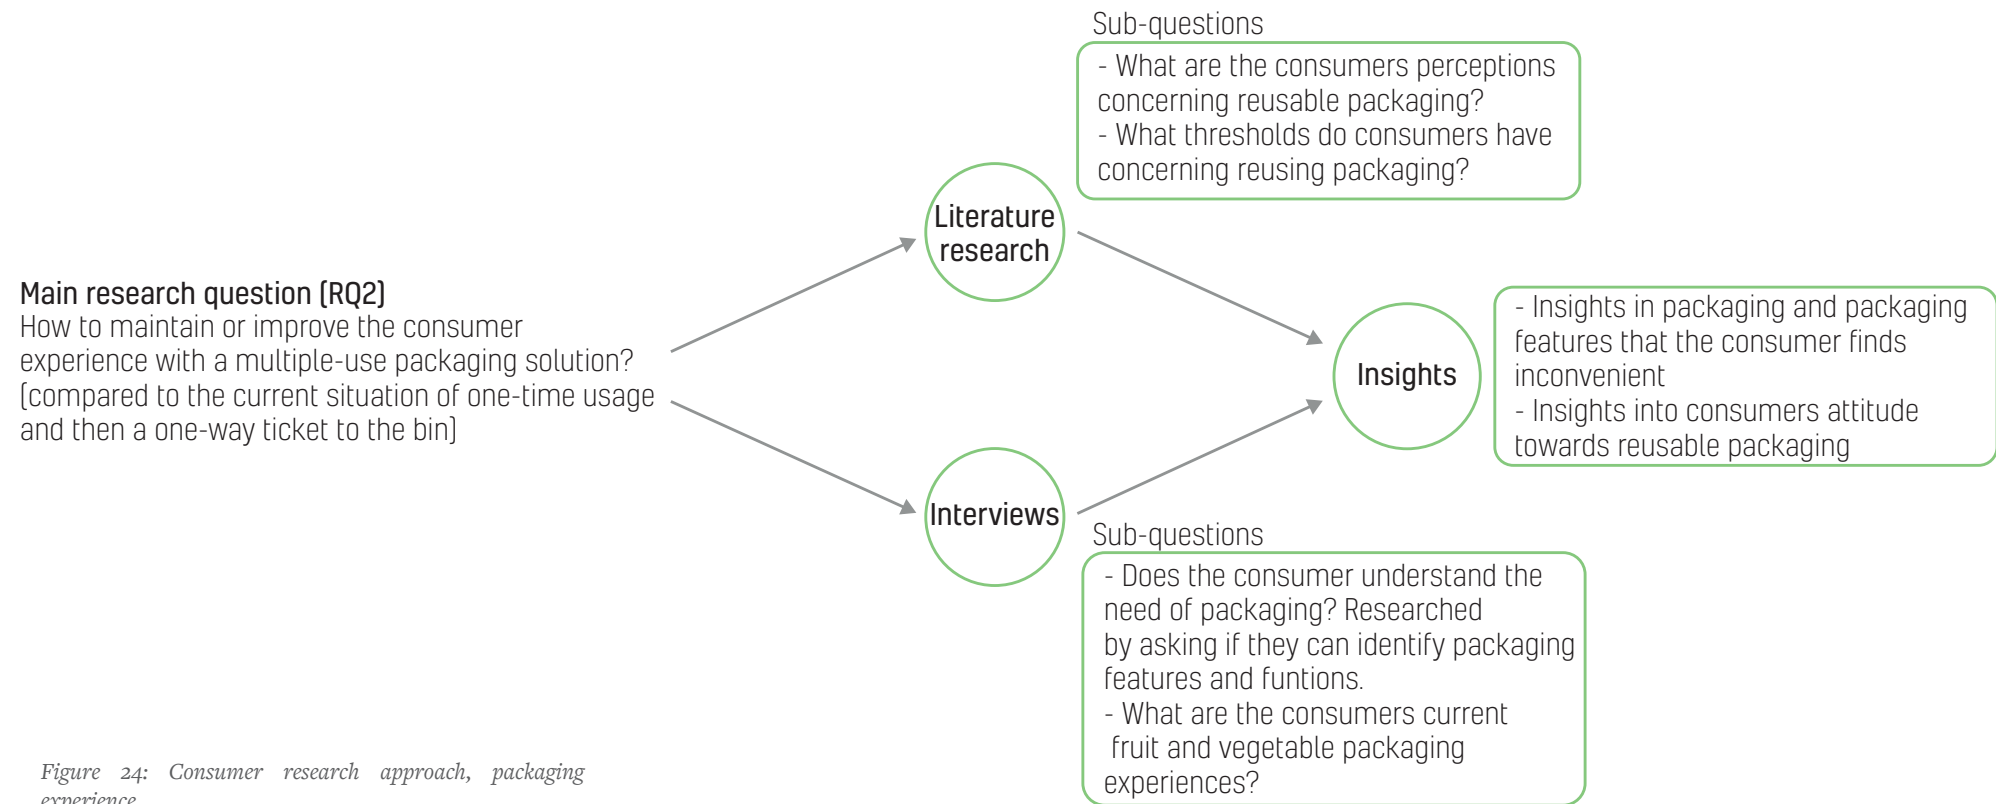 Main research question (RQ2)
How to maintain or improve the consumer
experience with a multiple-use packaging solution?
(compared to the current situation of one-time usage
and then a one-way ticket to the bin)
Literature
research
Sub-questions
- What are the consumers perceptions
concerning reusable packaging?
- What thresholds do consumers have
concerning reusing packaging?
Interviews
Sub-questions
- Does the consumer understand the
need of packaging? Researched
by asking if they can identify packaging
features and funtions.
- What are the consumers current
fruit and vegetable packaging
experiences?
Insights
- Insights in packaging and packaging
features that the consumer finds
inconvenient
- Insights into consumers attitude
towards reusable packaging
Figure 24: Consumer research approach, packaging
experience